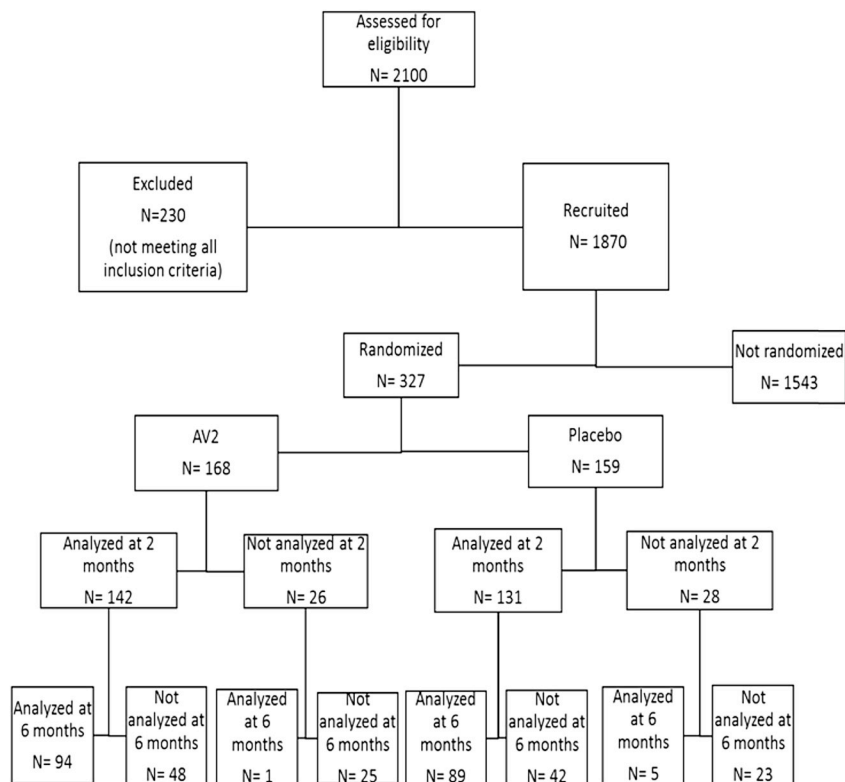 Assessed for
eligibility
N= 2100
Excluded
N=230
(not meeting all
inclusion criteria)
Recruited
N= 1870
Randomized
N= 327
Not randomized
N= 1543
AV2
N= 168
Placebo
N= 159
Analyzed at 2
months
N= 142
Not analyzed at 2
months
N= 26
Analyzed at 2
months
N= 131
Not analyzed at 2
months
N= 28
Analyzed at
6 months
N= 94
Not
analyzed at
6 months
N= 48
Analyzed
at 6
months
N= 1
Not
analyzed at
6 months
N= 25
Analyzed
at 6
months
N= 89
Not
analyzed at
6 months
N= 42
Analyzed
at 6
months
N= 5
Not
analyzed at
6 months
N= 23